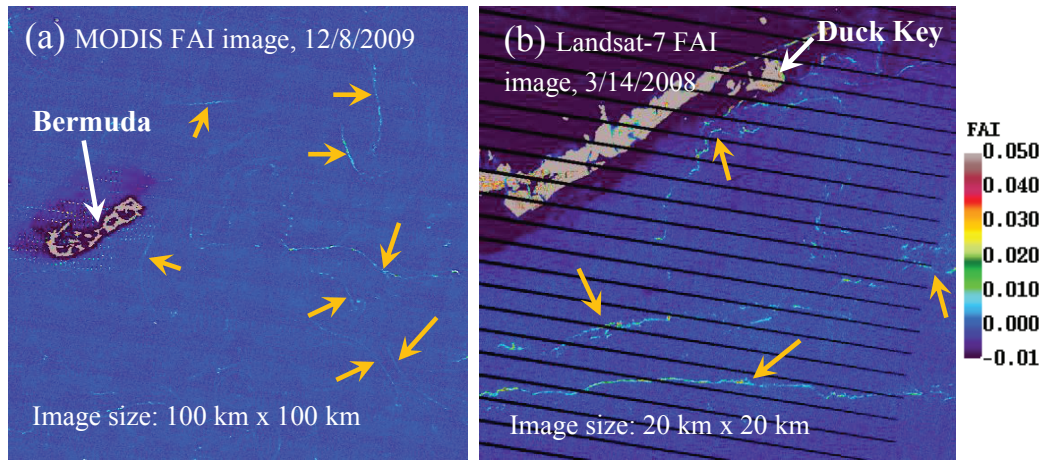 (a) MODIS FAI image, 12/8/2009
Bermuda
Image size: 100 km x 100 km
(b) Landsat-7 FAI
image, 3/14/2008
Duck Key
Image size: 20 km x 20 km
FAI
0.050
0.040
0.030
0.020
0.010
0.000
-0.01